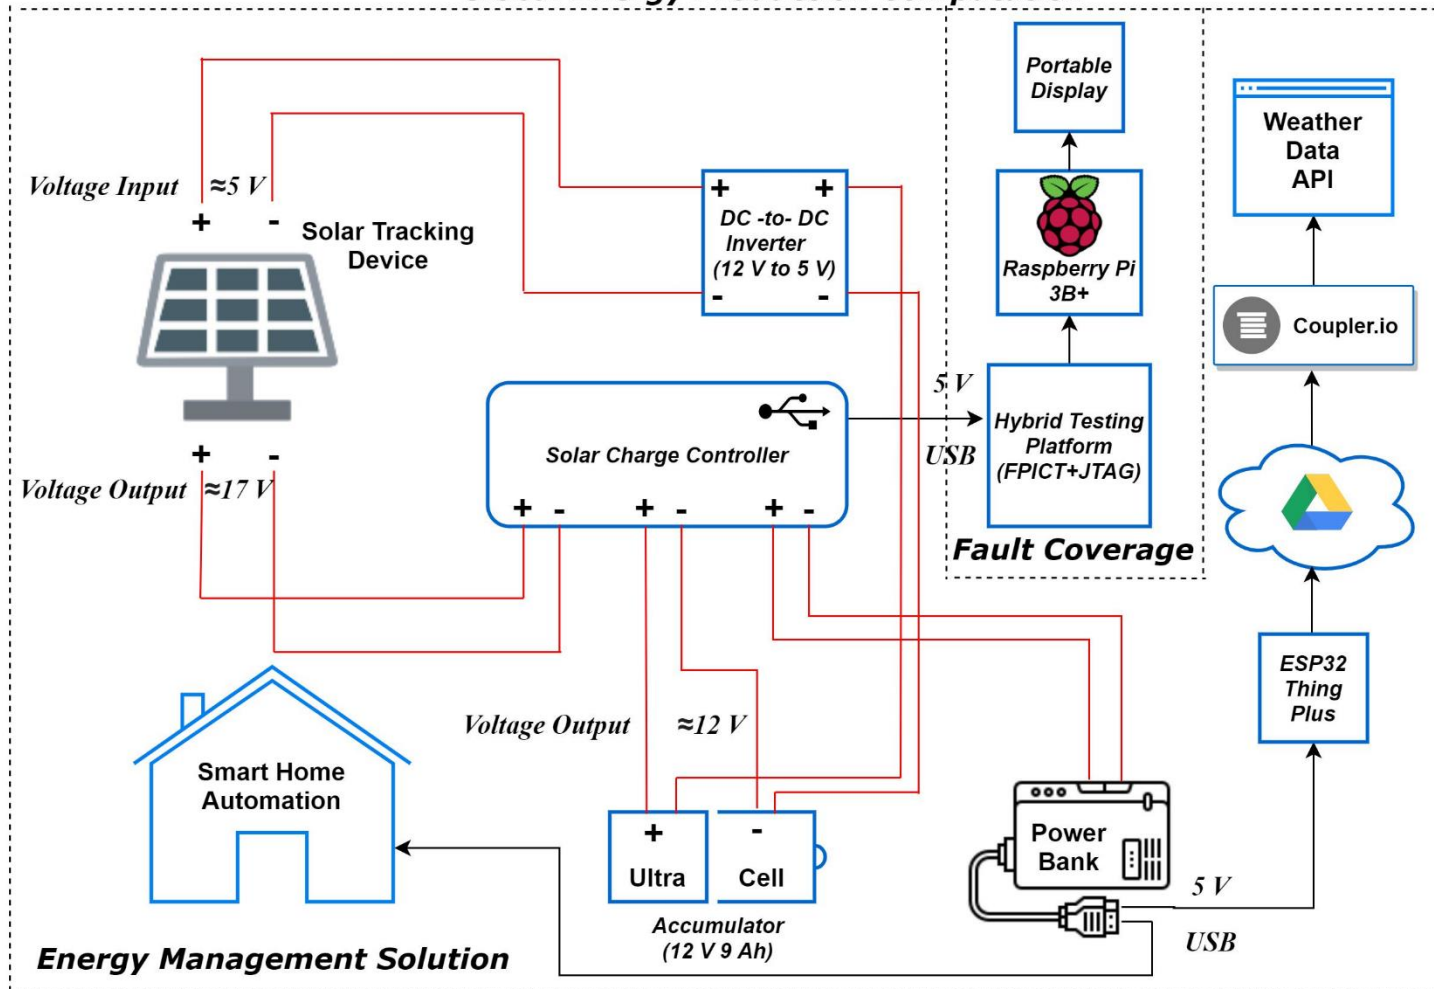 Portable
Display
Weather
Data
API
Voltage Input ≈5 V
+ -
Solar Tracking
Device
+ +
DC -to- DC
Inverter
(12 V to 5 V)
- -
Raspberry Pi
3B+
Coupler.io
5 V
USB
Hybrid Testing
Platform
(FPICT+JTAG)
Fault Coverage
Solar Charge Controller
+ - + - + -
+ -
Voltage Output ≈17 V
ESP32
Thing
Plus
Voltage Output ≈12 V
Smart Home
Automation
+ -
Ultra Cell
Accumulator
(12 V 9 Ah)
Power
Bank
5 V
USB
Energy Management Solution